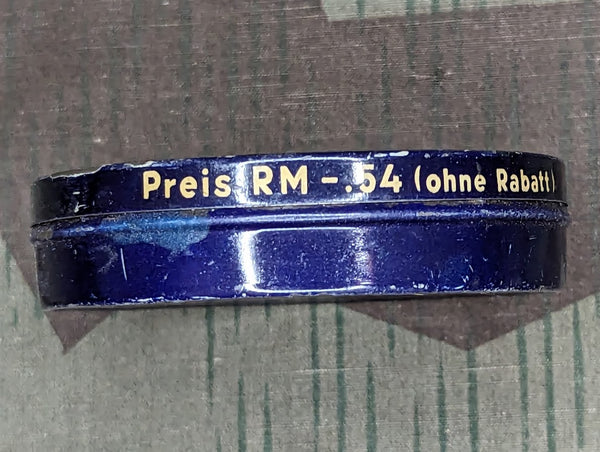 Preis RM -.54 (ohne Rabatt)